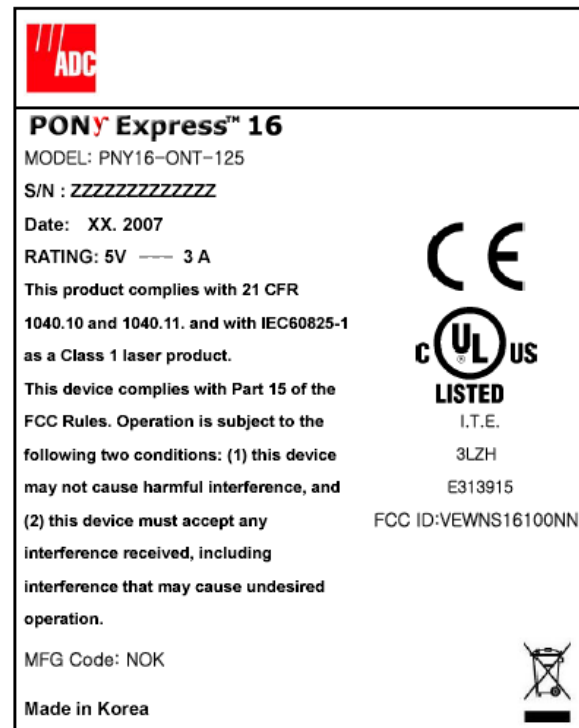 ADC
PONy Express™ 16
MODEL: PNY16-ONT-125
S/N : ZZZZZZZZZZZZZ
Date: XX. 2007
RATING: 5V --- 3 A
This product complies with 21 CFR
1040.10 and 1040.11. and with IEC60825-1
as a Class 1 laser product.
This device complies with Part 15 of the
FCC Rules. Operation is subject to the
following two conditions: (1) this device
may not cause harmful interference, and
(2) this device must accept any
interference received, including
interference that may cause undesired
operation.
MFG Code: NOK
Made in Korea
CE
C UL® US
LISTED
I.T.E.
3LZH
E313915
FCC ID:VEWNS16100NN